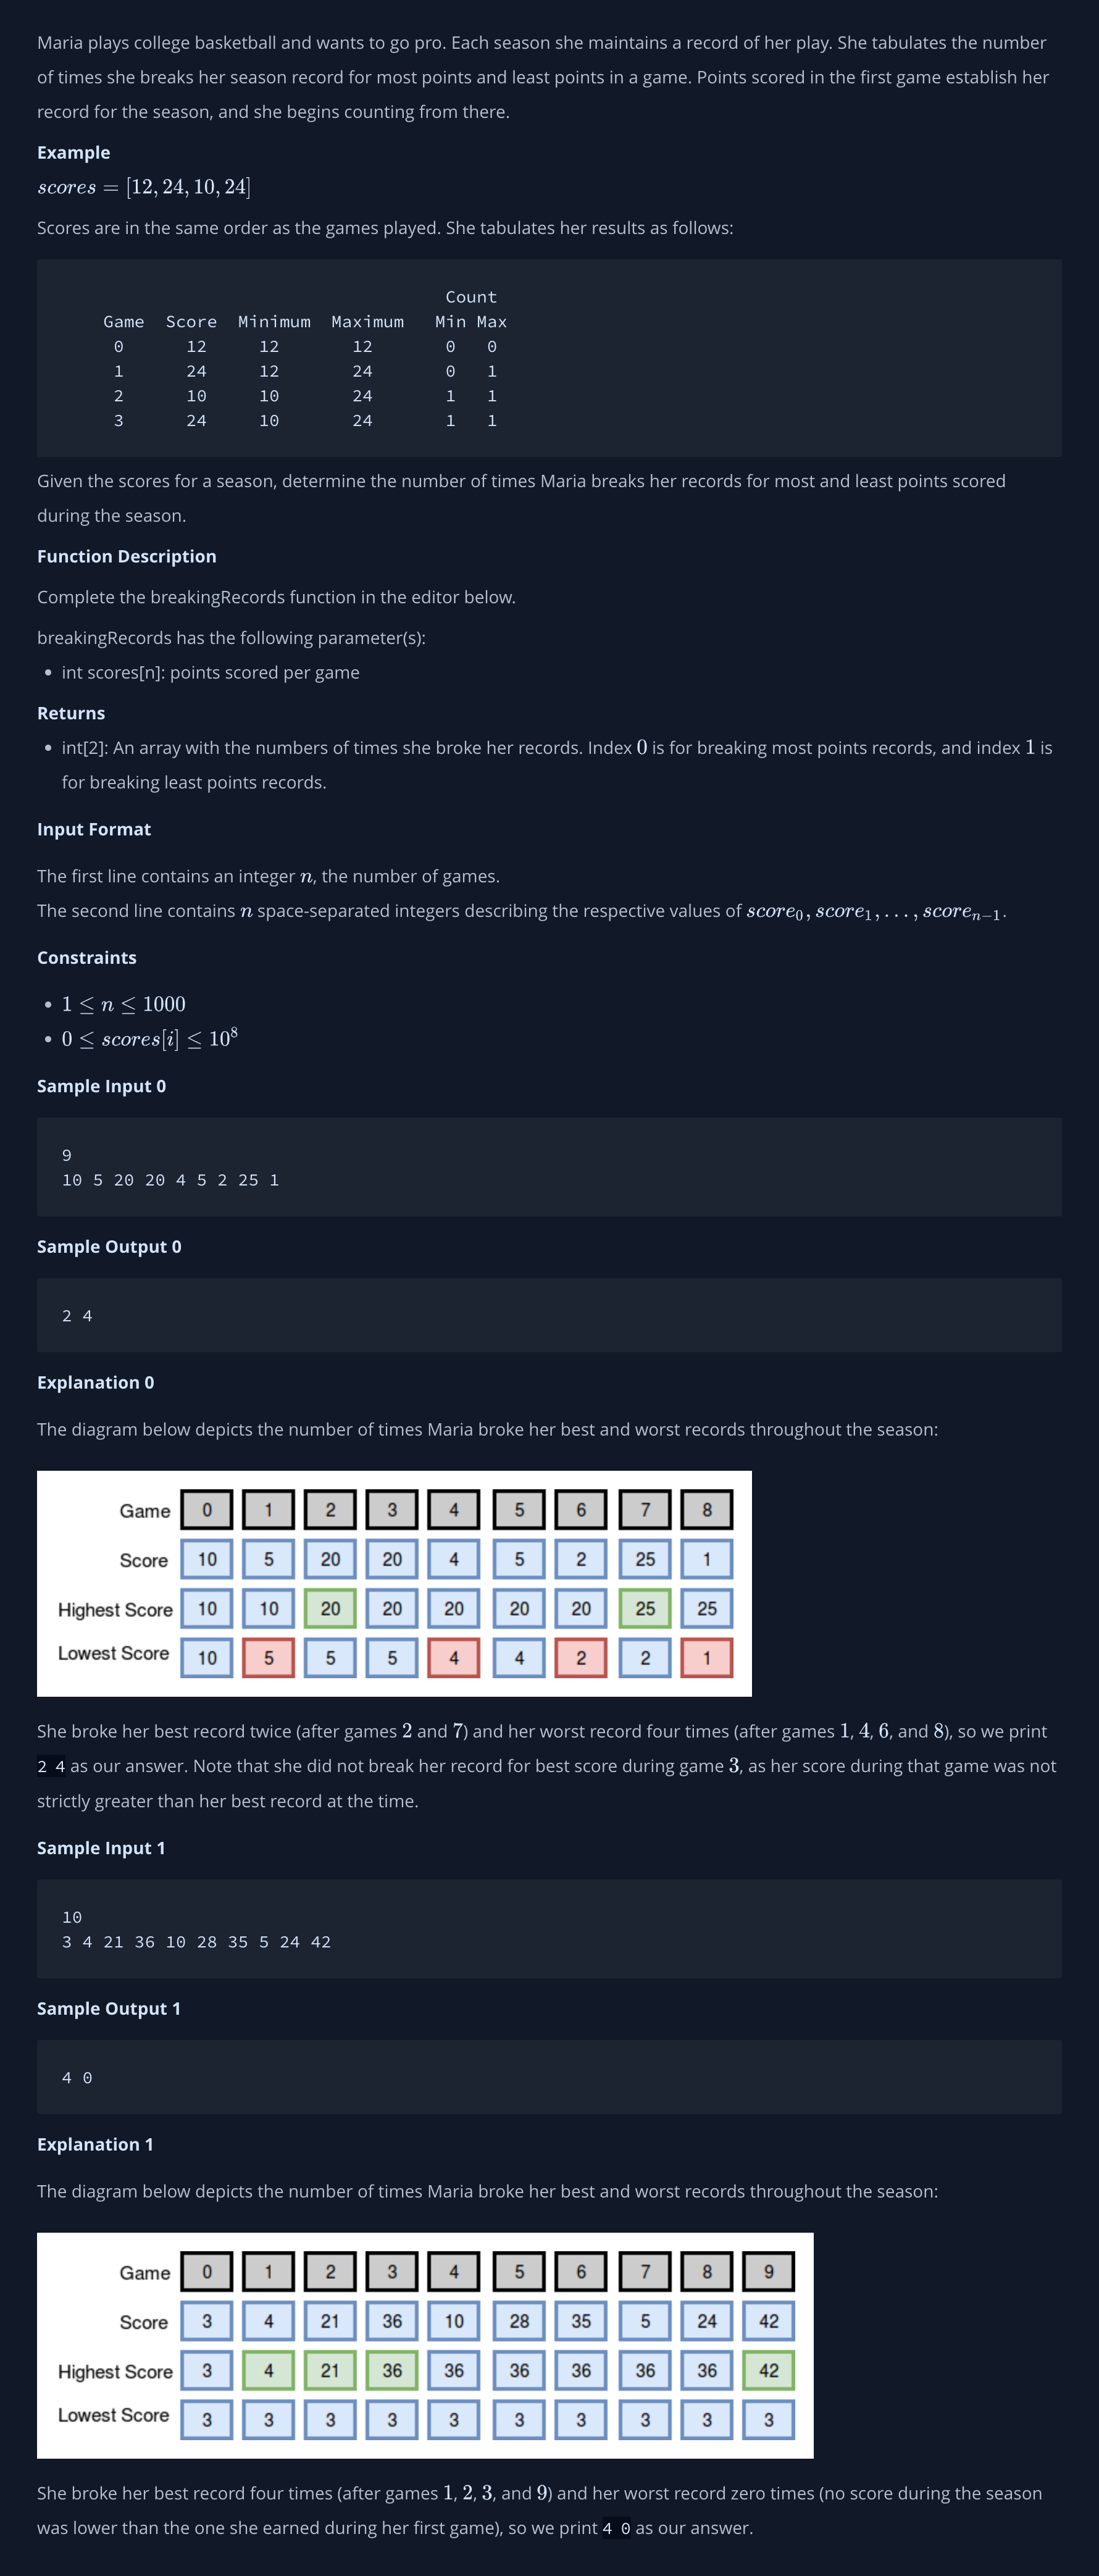 Maria plays college basketball and wants to go pro. Each season she maintains a record of her play. She tabulates the number
of times she breaks her season record for most points and least points in a game. Points scored in the first game establish her
record for the season, and she begins counting from there.
Example
scores = [12, 24, 10, 24]
Scores are in the same order as the games played. She tabulates her results as follows:
Count
Game Score Minimum Maximum Min Max
0 12 12 12 0 0
1 24 12 24 0 1
2 10 10 24 1 1
3 24 10 24 1 1
Given the scores for a season, determine the number of times Maria breaks her records for most and least points scored
during the season.
Function Description
Complete the breakingRecords function in the editor below.
breakingRecords has the following parameter(s):
• int scores[n]: points scored per game
Returns
• int[2]: An array with the numbers of times she broke her records. Index 0 is for breaking most points records, and index 1 is
for breaking least points records.
Input Format
The first line contains an integer n, the number of games.
The second line contains n space-separated integers describing the respective values of score₀, score₁, . . . , scoreₙ₋₁.
Constraints
• 1 ≤ n ≤ 1000
• 0 ≤ scores[i] ≤ 10⁸
Sample Input 0
9
10 5 20 20 4 5 2 25 1
Sample Output 0
2 4
Explanation 0
The diagram below depicts the number of times Maria broke her best and worst records throughout the season:
Game 0 1 2 3 4 5 6 7 8
Score 10 5 20 20 4 5 2 25 1
Highest Score 10 10 20 20 20 20 20 25 25
Lowest Score 10 5 5 5 4 4 2 2 1
She broke her best record twice (after games 2 and 7) and her worst record four times (after games 1, 4, 6, and 8), so we print
2 4 as our answer. Note that she did not break her record for best score during game 3, as her score during that game was not
strictly greater than her best record at the time.
Sample Input 1
10
3 4 21 36 10 28 35 5 24 42
Sample Output 1
4 0
Explanation 1
The diagram below depicts the number of times Maria broke her best and worst records throughout the season:
Game 0 1 2 3 4 5 6 7 8 9
Score 3 4 21 36 10 28 35 5 24 42
Highest Score 3 4 21 36 36 36 36 36 36 42
Lowest Score 3 3 3 3 3 3 3 3 3 3
She broke her best record four times (after games 1, 2, 3, and 9) and her worst record zero times (no score during the season
was lower than the one she earned during her first game), so we print 4 0 as our answer.